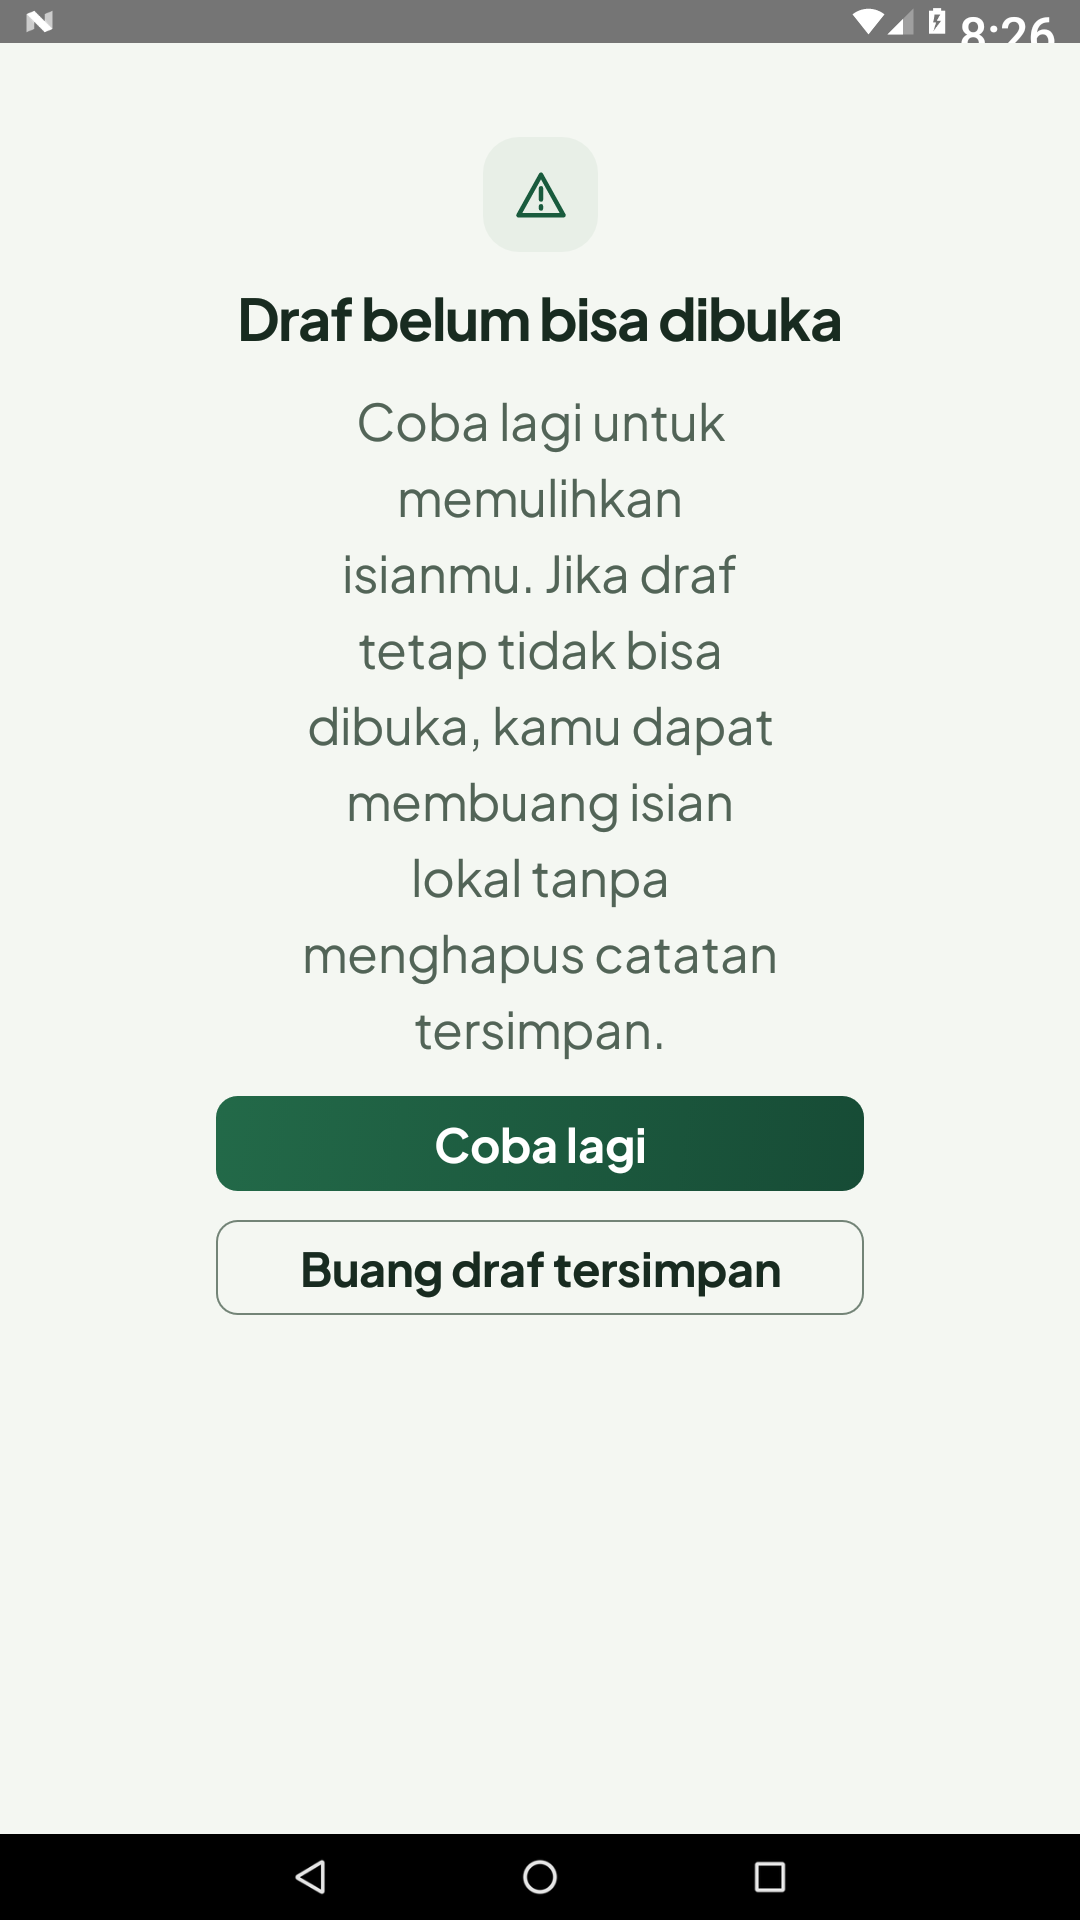 8:26
Draf belum bisa dibuka
Coba lagi untuk
memulihkan
isianmu. Jika draf
tetap tidak bisa
dibuka, kamu dapat
membuang isian
lokal tanpa
menghapus catatan
tersimpan.
Coba lagi
Buang draf tersimpan